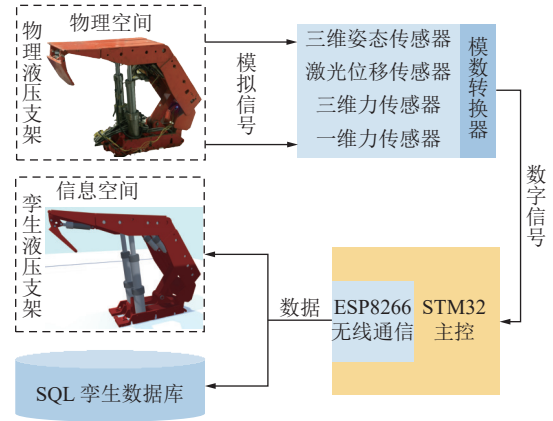 物理空间
物理液压支架
模拟信号
三维姿态传感器
激光位移传感器
三维力传感器
一维力传感器
模数转换器
数字信号
信息空间
孪生液压支架
数据
ESP8266
无线通信
STM32
主控
SQL 孪生数据库